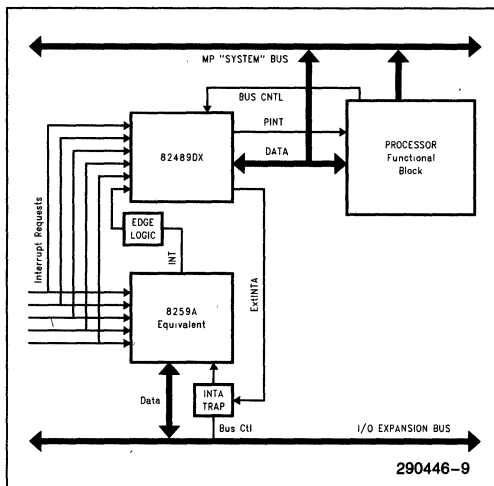 MP "SYSTEM" BUS
BUS CNTL
PINT
DATA
82489DX
PROCESSOR
Functional
Block
Interrupt Requests
EDGE
LOGIC
INT
ExtINTA
8259A
Equivalent
Data
INTA
TRAP
Bus Ctl
I/O EXPANSION BUS
290446-9